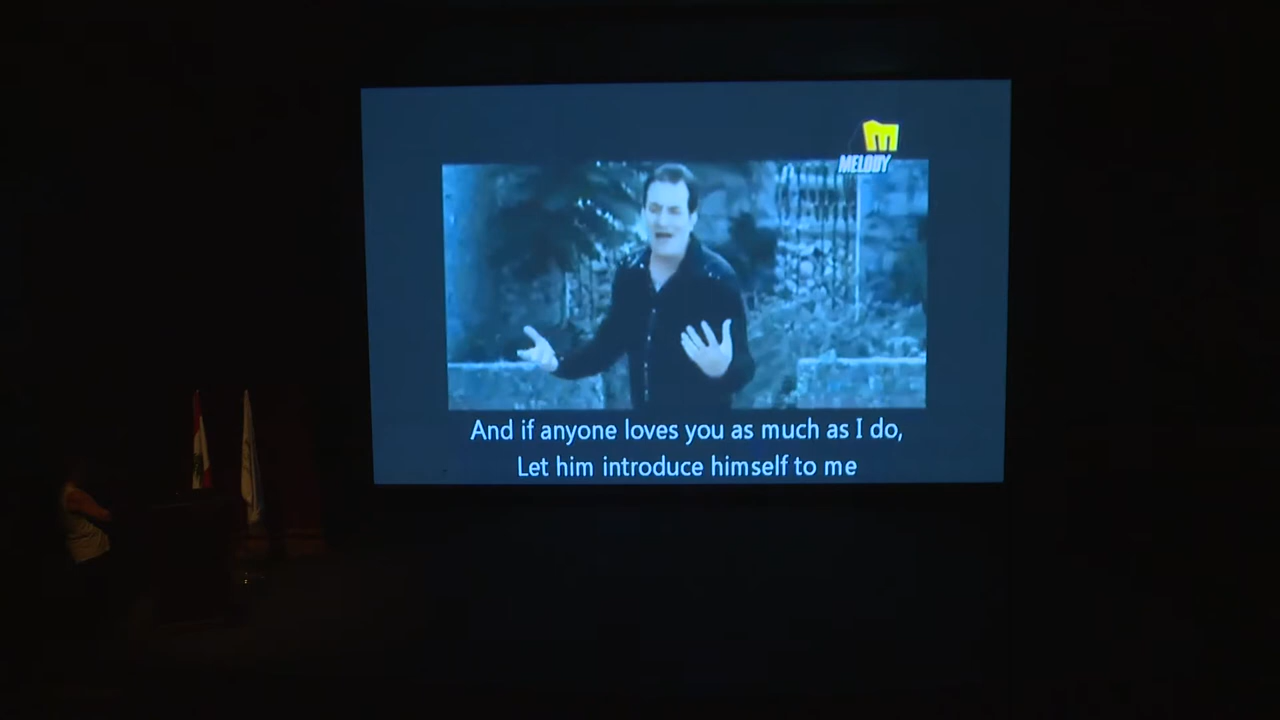 M
MELODY
And if anyone loves you as much as I do,
Let him introduce himself to me